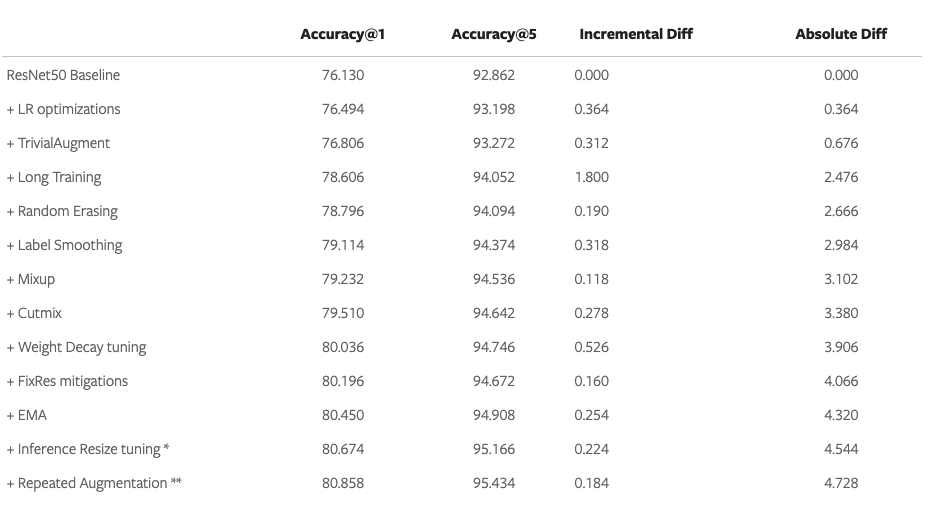 Accuracy@1 Accuracy@5 Incremental Diff Absolute Diff
ResNet50 Baseline 76.130 92.862 0.000 0.000
+ LR optimizations 76.494 93.198 0.364 0.364
+ TrivialAugment 76.806 93.272 0.312 0.676
+ Long Training 78.606 94.052 1.800 2.476
+ Random Erasing 78.796 94.094 0.190 2.666
+ Label Smoothing 79.114 94.374 0.318 2.984
+ Mixup 79.232 94.536 0.118 3.102
+ Cutmix 79.510 94.642 0.278 3.380
+ Weight Decay tuning 80.036 94.746 0.526 3.906
+ FixRes mitigations 80.196 94.672 0.160 4.066
+ EMA 80.450 94.908 0.254 4.320
+ Inference Resize tuning * 80.674 95.166 0.224 4.544
+ Repeated Augmentation ** 80.858 95.434 0.184 4.728